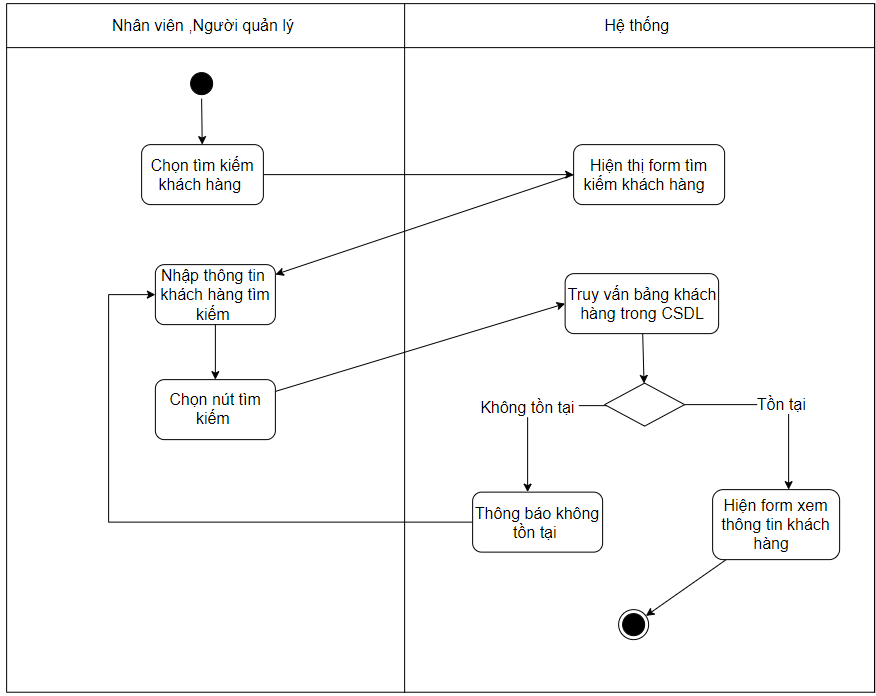 Nhân viên ,Người quản lý
Hệ thống
Chọn tìm kiếm
khách hàng
Hiện thị form tìm
kiếm khách hàng
Nhập thông tin
khách hàng tìm
kiếm
Truy vấn bảng khách
hàng trong CSDL
Chọn nút tìm
kiếm
Không tồn tại
Tồn tại
Thông báo không
tồn tại
Hiện form xem
thông tin khách
hàng